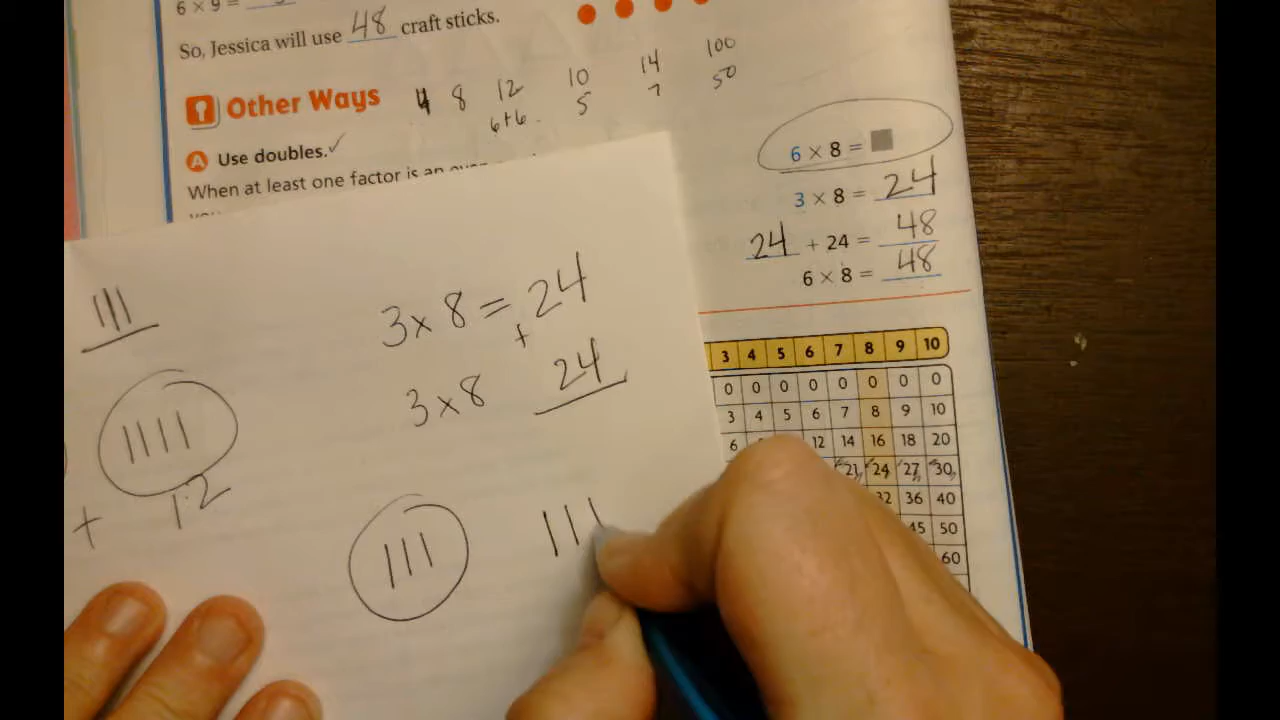 6 × 9 =
So, Jessica will use 48 craft sticks.
Other Ways
4 8 12 10 14 100
6+6 5 7 50
A Use doubles. ✓
When at least one factor is an
6 × 8 = ■
3 × 8 = 24
24 + 24 = 48
6 × 8 = 48
3 × 8 = 24
+
3 × 8 24
+ 12
3 4 5 6 7 8 9 10
0 0 0 0 0 0 0 0
3 4 5 6 7 8 9 10
6 12 14 16 18 20
21 24 27 30
32 36 40
45 50
60